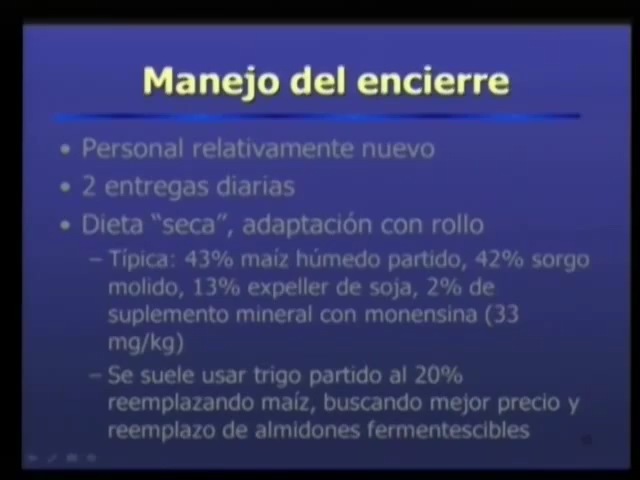 Manejo del encierre
• Personal relativamente nuevo
• 2 entregas diarias
• Dieta “seca”, adaptación con rollo
– Típica: 43% maíz húmedo partido, 42% sorgo
molido, 13% expeller de soja, 2% de
suplemento mineral con monensina (33
mg/kg)
– Se suele usar trigo partido al 20%
reemplazando maíz, buscando mejor precio y
reemplazo de almidones fermentescibles